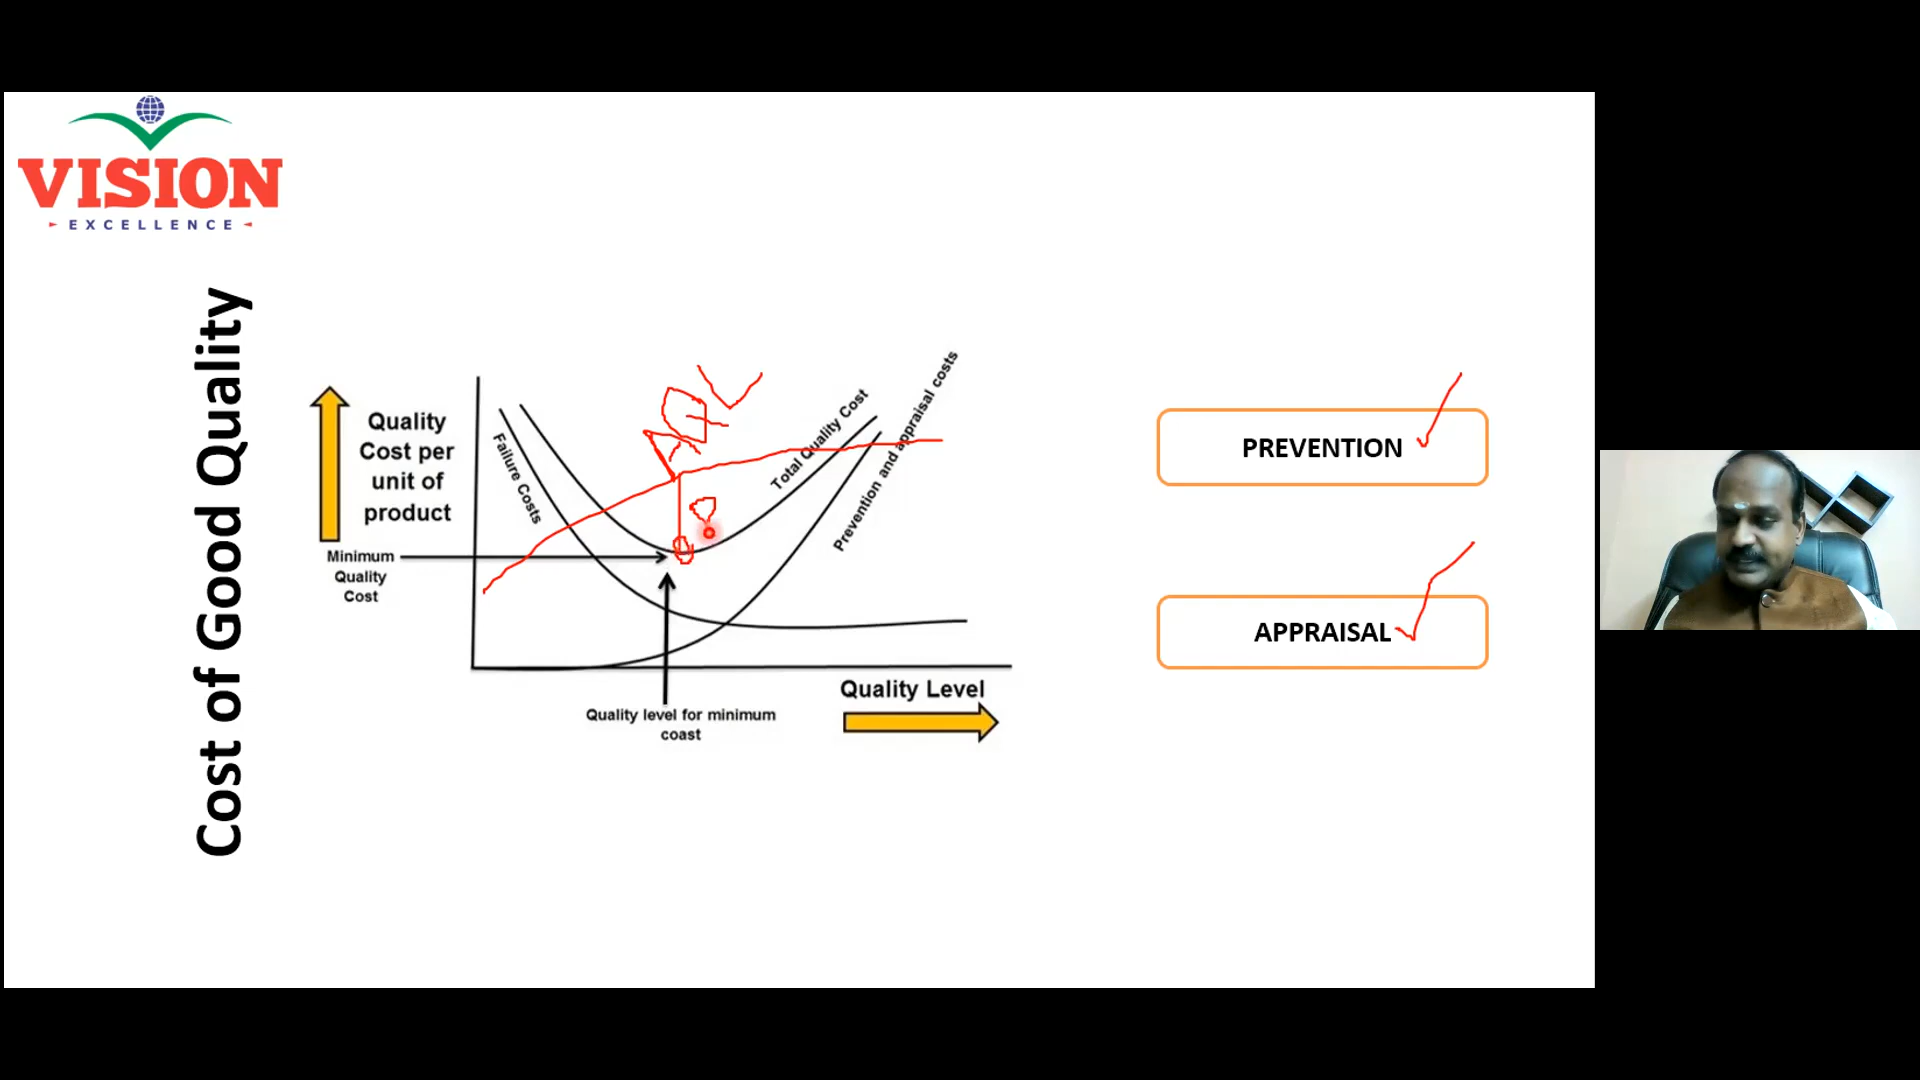 VISION
EXCELLENCE
Cost of Good Quality
Quality
Cost per
unit of
product
Minimum
Quality
Cost
Failure Costs
Total Quality Cost
Prevention and appraisal costs
Quality Level
Quality level for minimum
coast
PREVENTION
APPRAISAL